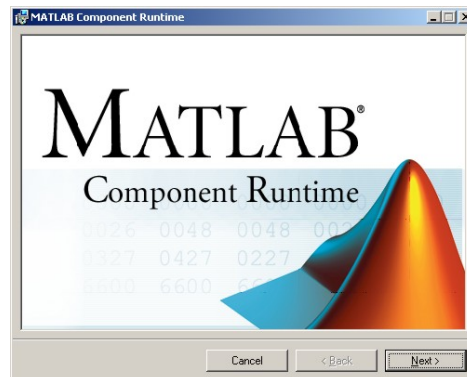 MATLAB Component Runtime
MATLAB®
Component Runtime
0026 0048 0048
0327 0427 0227
6600 6600
Cancel < Back Next >